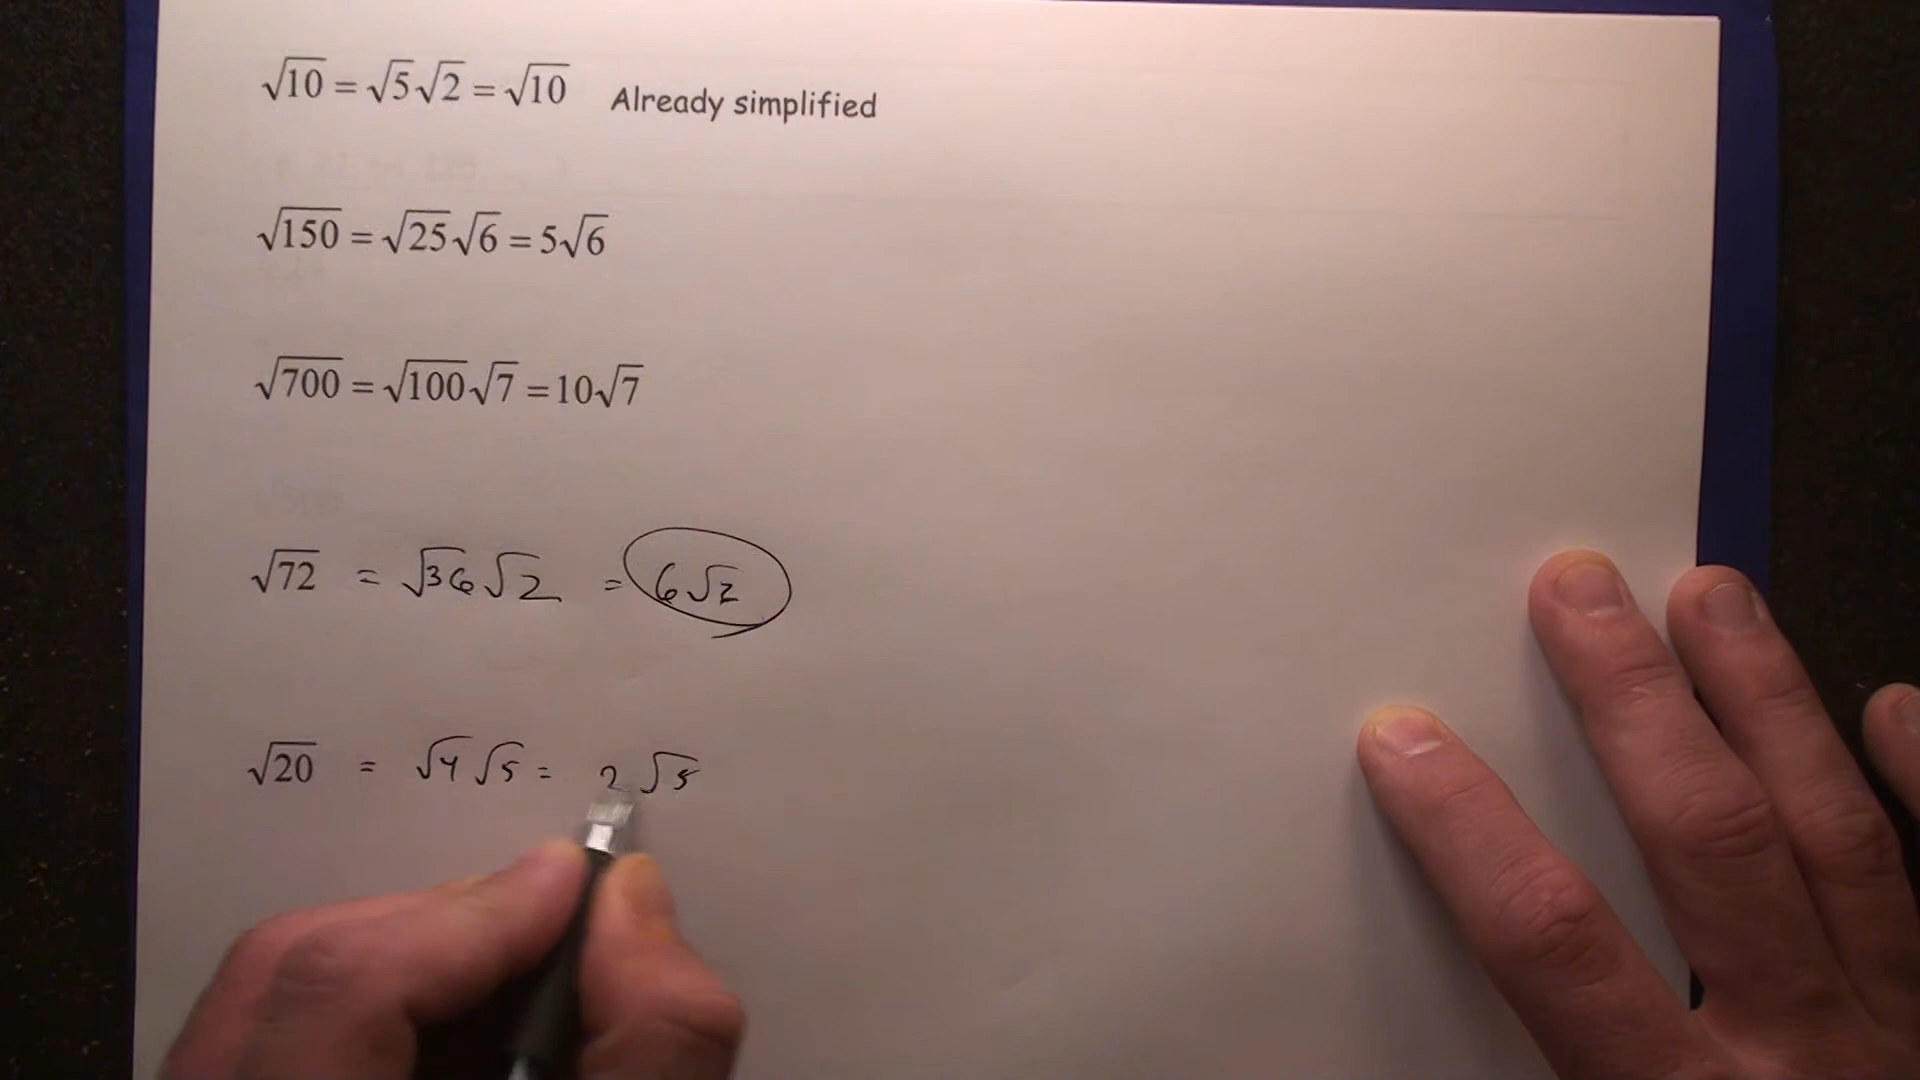 √10 = √5√2 = √10 Already simplified
√150 = √25√6 = 5√6
√700 = √100√7 = 10√7
√72 = √36√2 = 6√2
√20 = √4√5 = 2√5